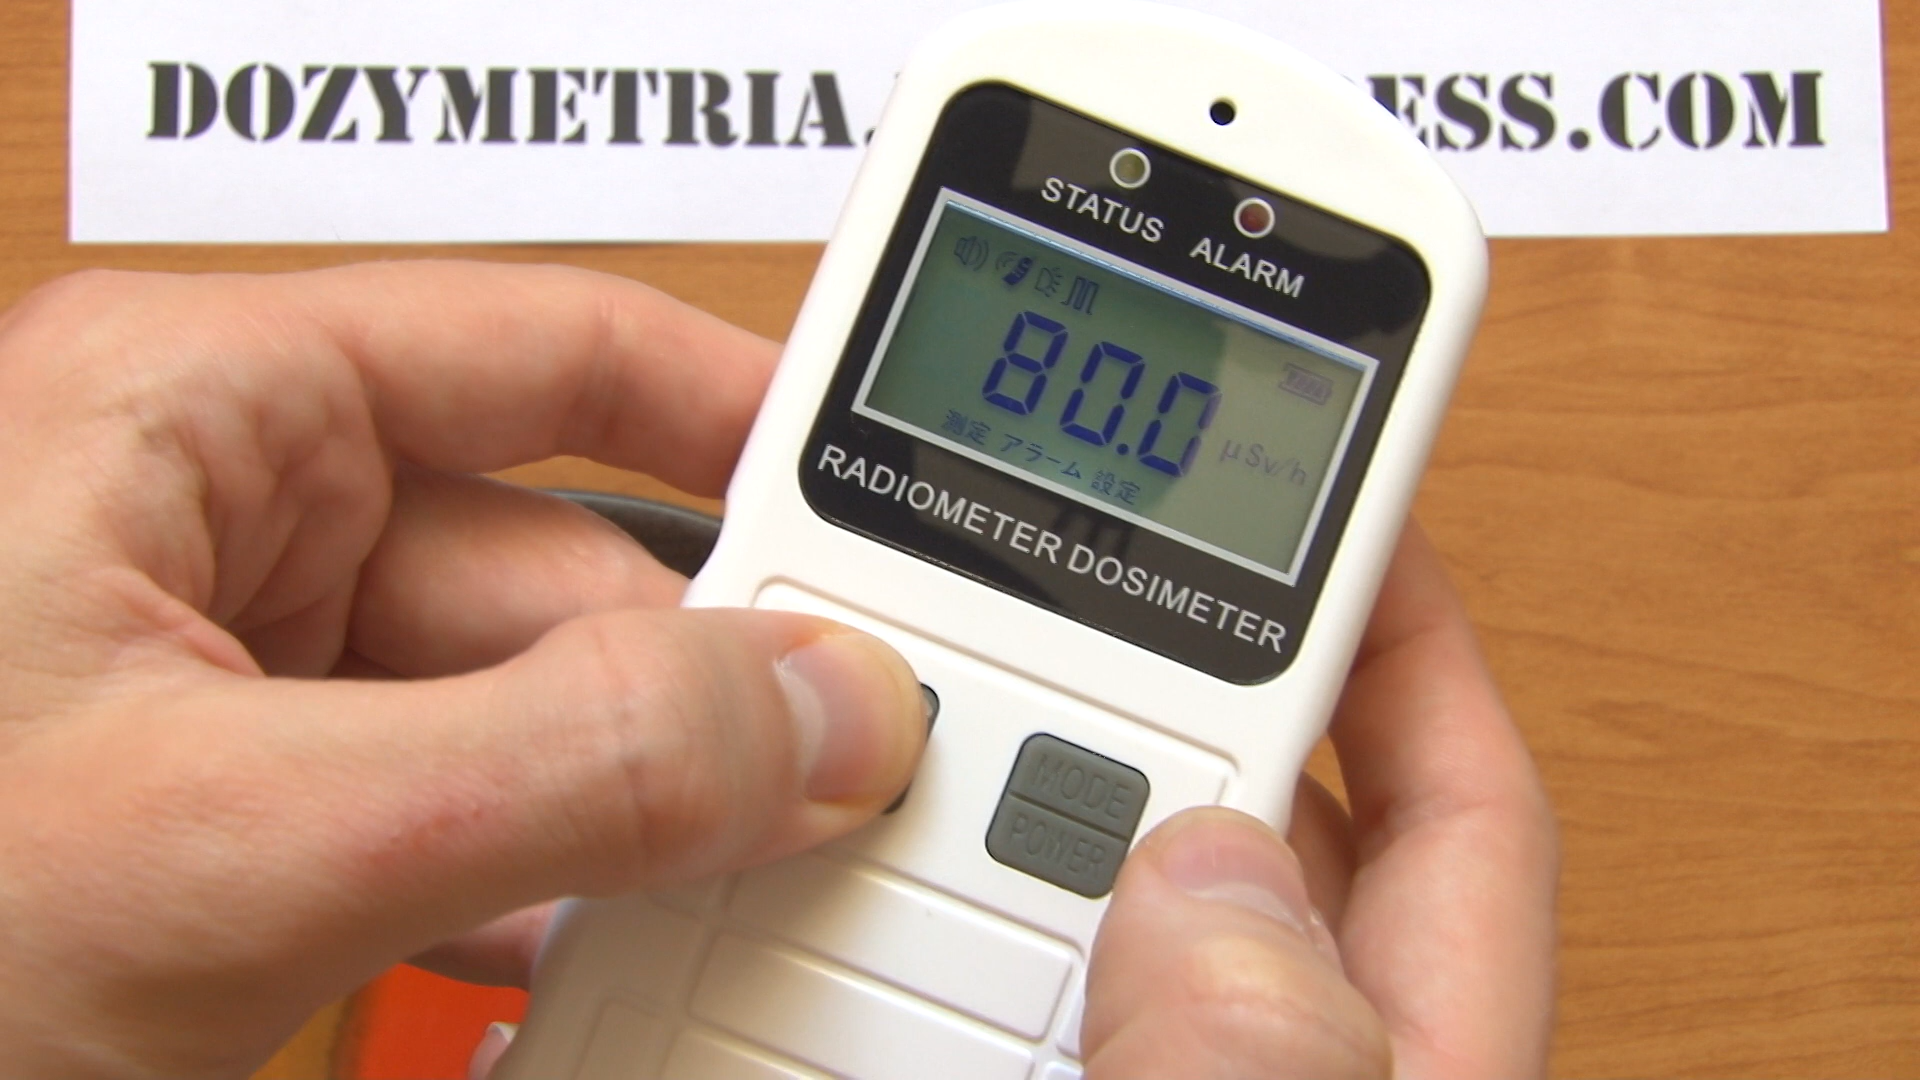 DOZYMETRIA. ESS.COM
STATUS
ALARM
80.0 µSv/h
測定 アラーム 設定
RADIOMETER DOSIMETER
MODE
POWER